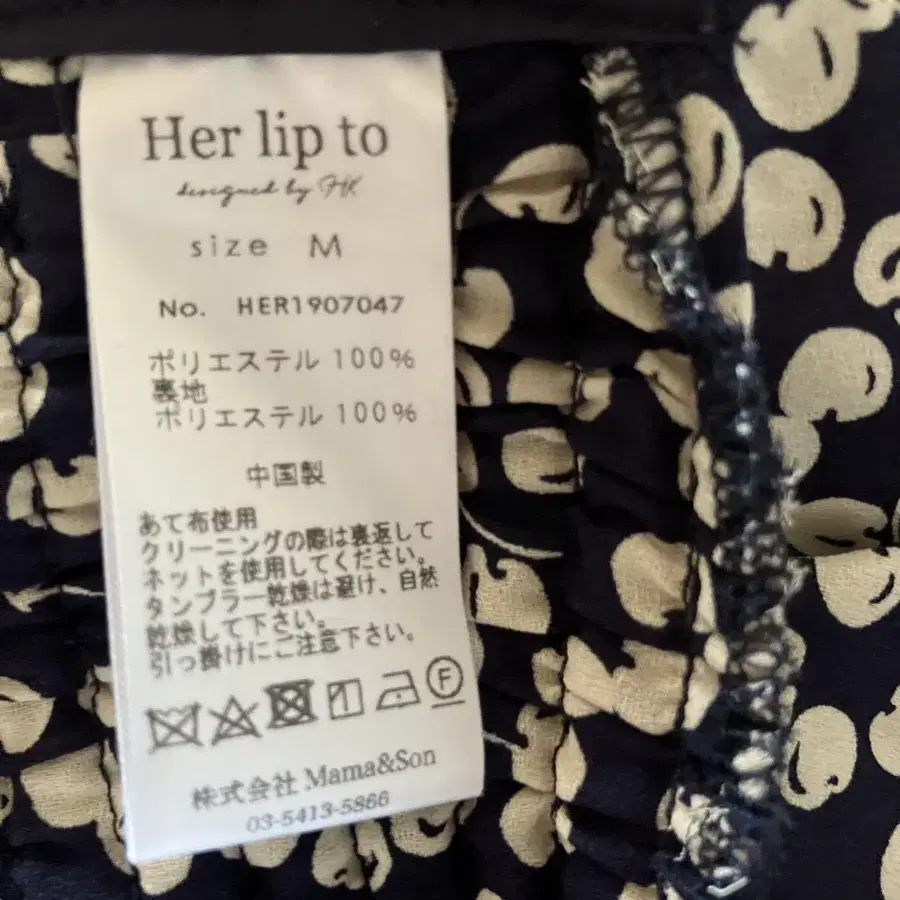 Her lip to
designed by HK
size M
No. HER1907047
ポリエステル 100%
裏地
ポリエステル 100%
中国製
あて布使用
クリーニングの際は裏返して
ネットを使用してください。
タンブラー乾燥は避け、自然
乾燥して下さい。
引っ掛けにご注意下さい。
F
株式会社 Mama&Son
03-5413-5866